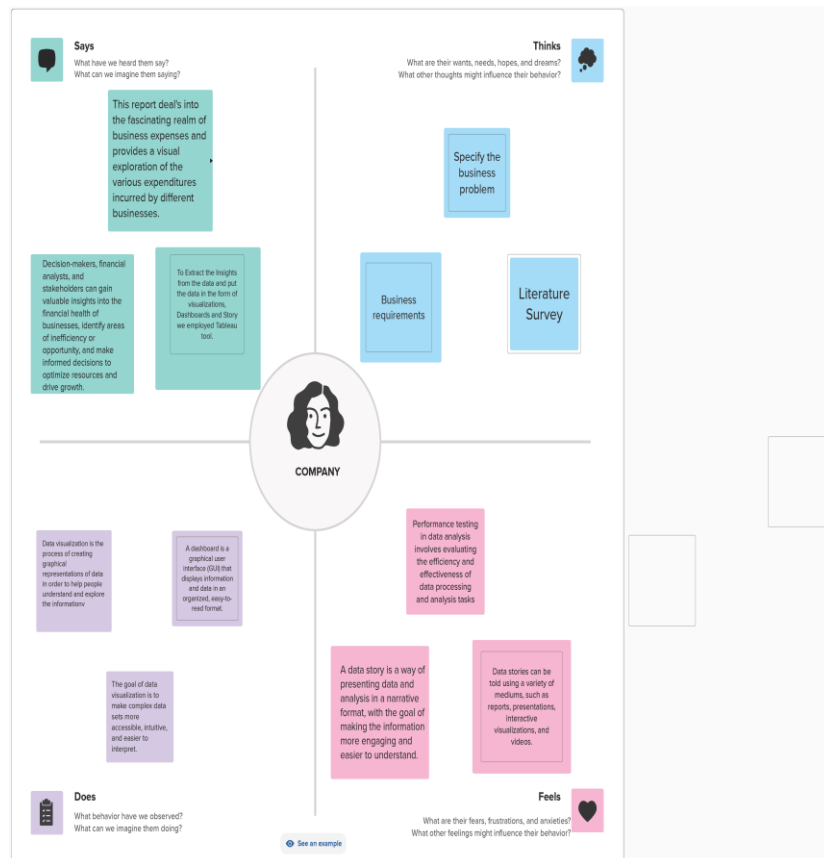 Says
What have we heard them say?
What can we imagine them saying?
Thinks
What are their wants, needs, hopes, and dreams?
What other thoughts might influence their behavior?
This report deal's into
the fascinating realm of
business expenses and
provides a visual
exploration of the
various expenditures
incurred by different
businesses.
Decision-makers, financial
analysts, and
stakeholders can gain
valuable insights into the
financial health of
businesses, identify areas
of inefficiency or
opportunity, and make
informed decisions to
optimize resources and
drive growth.
To Extract the Insights
from the data and put
the data in the form of
visualizations,
Dashboards and Story
we employed Tableau
tool.
Specify the
business
problem
Business
requirements
Literature
Survey
COMPANY
Data visualization is the
process of creating
graphical
representations of data
in order to help people
understand and explore
the informationv
A dashboard is a
graphical user
interface (GUI) that
displays information
and data in an
organized, easy-to-
read format.
The goal of data
visualization is to
make complex data
sets more
accessible, intuitive,
and easier to
interpret.
Performance testing
in data analysis
involves evaluating
the efficiency and
effectiveness of
data processing
and analysis tasks
A data story is a way of
presenting data and
analysis in a narrative
format, with the goal of
making the information
more engaging and
easier to understand.
Data stories can be
told using a variety of
mediums, such as
reports, presentations,
interactive
visualizations, and
videos.
Does
What behavior have we observed?
What can we imagine them doing?
Feels
What are their fears, frustrations, and anxieties?
What other feelings might influence their behavior?
See an example